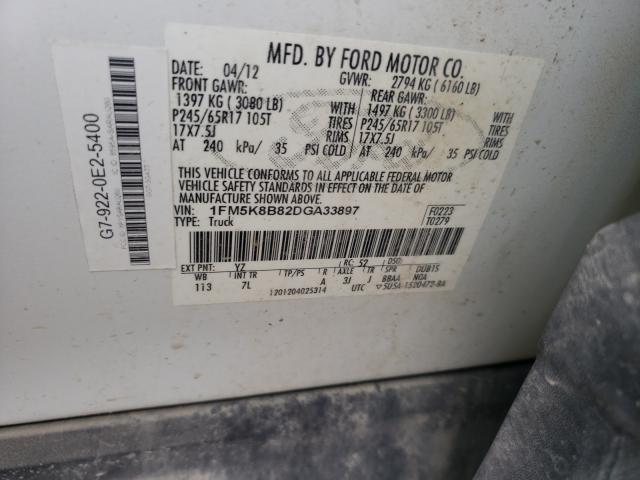 MFD. BY FORD MOTOR CO.
DATE: 04/12 GVWR: 2794 KG ( 6160 LB)
FRONT GAWR: REAR GAWR:
1397 KG ( 3080 LB) 1497 KG ( 3300 LB)
P245/65R17 105T TIRES P245/65R17 105T
17X7.5J RIMS 17X7.5J
AT 240 kPa/ 35 PSI COLD AT 240 kPa/ 35 PSI COLD
THIS VEHICLE CONFORMS TO ALL APPLICABLE FEDERAL MOTOR
VEHICLE SAFETY STANDARDS IN EFFECT ON THE DATE OF
MANUFACTURE SHOWN ABOVE.
VIN: 1FM5K8B82DGA33897 F0223
TYPE: Truck T0279
EXT PNT: YZ RC: 52 DSO:
WB INT TR TP/PS R AXLE TR SPR DUBTS
113 7L A 3J J BBAA NOA
1201204025314 UTC 5U5A-1520472-BA
G7-922-0E2-5400